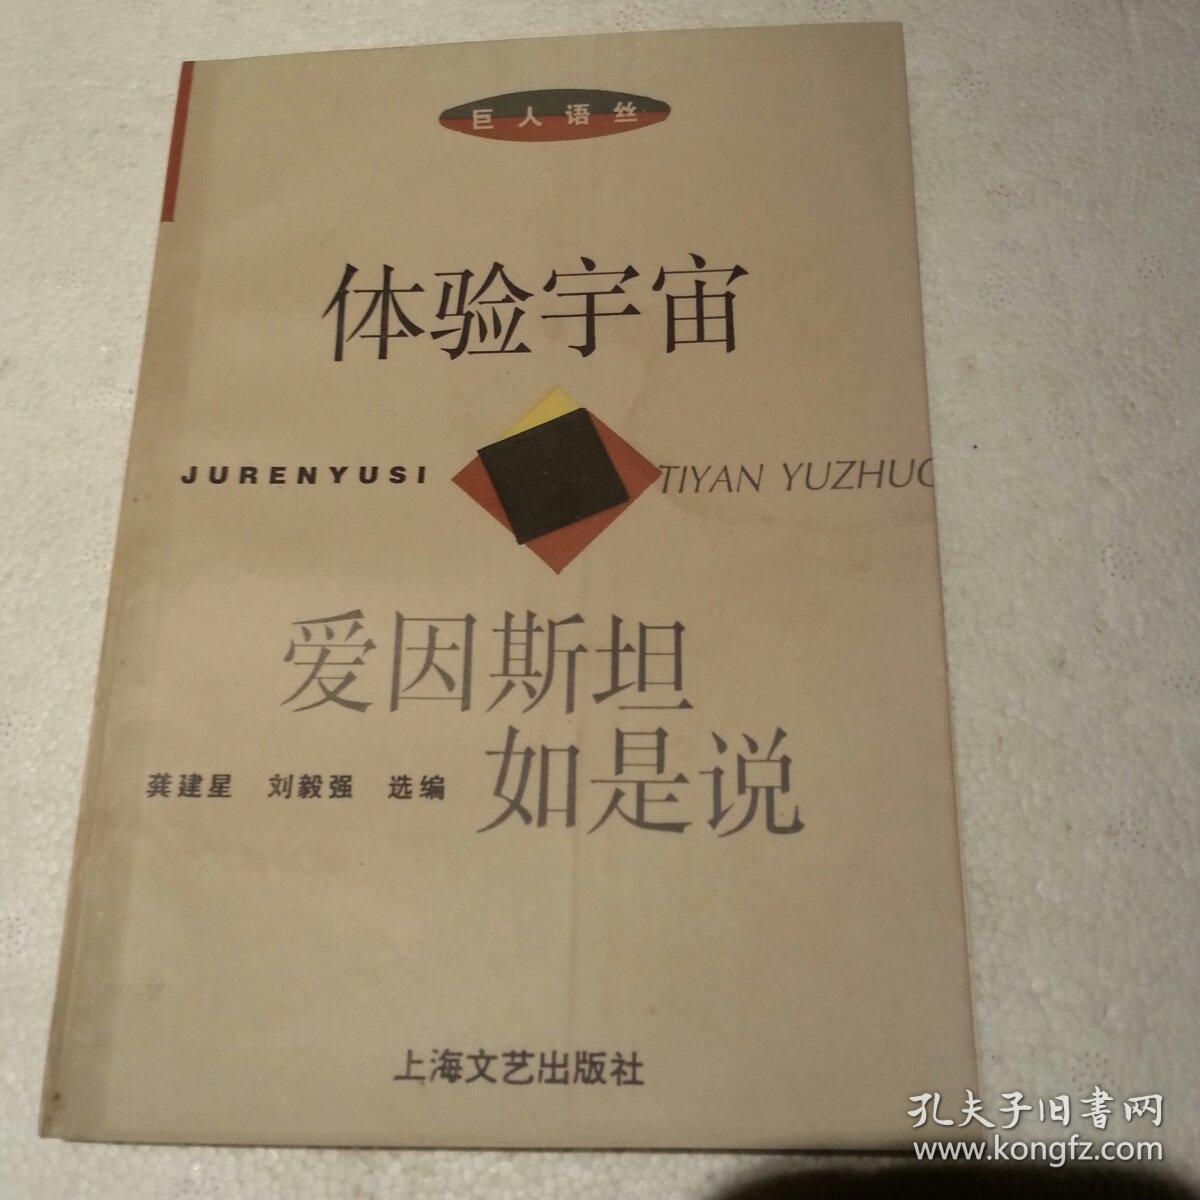 巨人语丝
体验宇宙
JURENYUSI
TIYAN YUZHUO
爱因斯坦
如是说
龚建星 刘毅强 选编
上海文艺出版社
孔夫子旧书网
www.kongfz.com